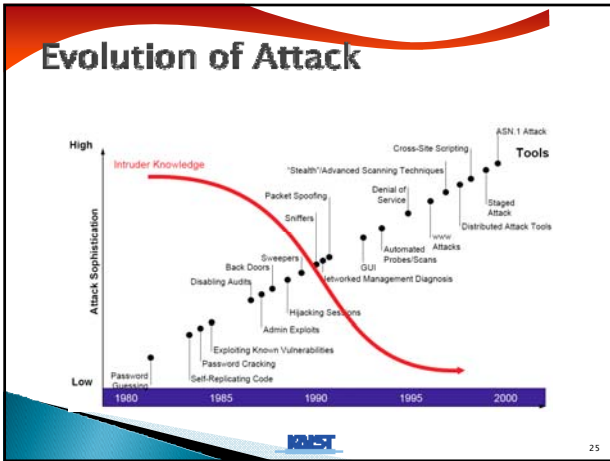 Evolution of Attack
High
Attack Sophistication
Low
Intruder Knowledge
Tools
ASN.1 Attack
Cross-Site Scripting
"Stealth"/Advanced Scanning Techniques
Packet Spoofing
Denial of
Service
Staged
Attack
Sniffers
Distributed Attack Tools
www
Attacks
Sweepers
Automated
Probes/Scans
Back Doors
GUI
Disabling Audits
Networked Management Diagnosis
Hijacking Sessions
Admin Exploits
Exploiting Known Vulnerabilities
Password Cracking
Password
Guessing
Self-Replicating Code
1980 1985 1990 1995 2000
KAIST
25